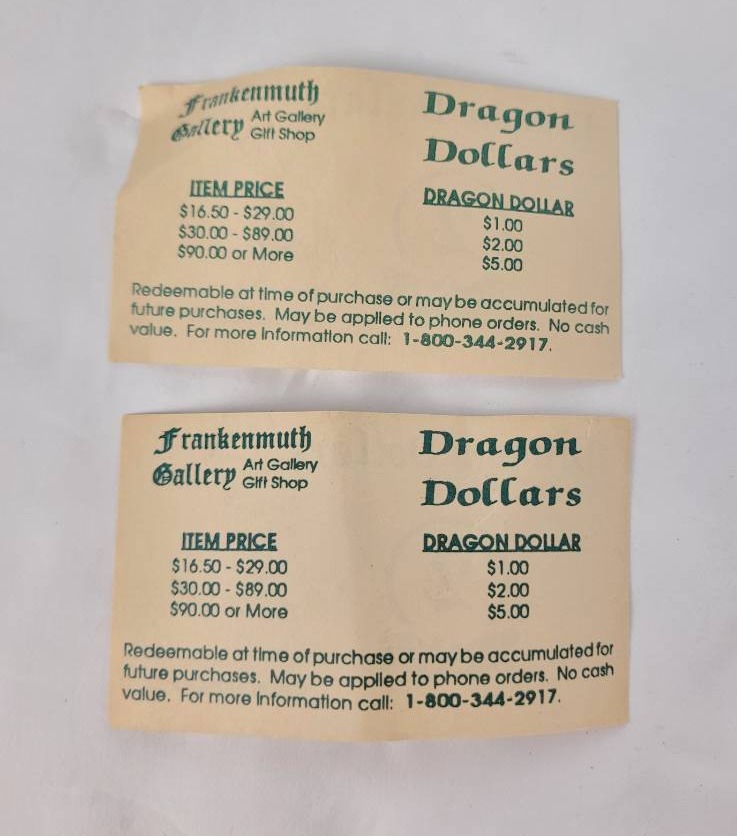 Frankenmuth
Gallery Art Gallery
Gift Shop
Dragon
Dollars
ITEM PRICE
$16.50 - $29.00
$30.00 - $89.00
$90.00 or More
DRAGON DOLLAR
$1.00
$2.00
$5.00
Redeemable at time of purchase or may be accumulated for
future purchases. May be applied to phone orders. No cash
value. For more information call: 1-800-344-2917.
Frankenmuth
Gallery Art Gallery
Gift Shop
Dragon
Dollars
ITEM PRICE
$16.50 - $29.00
$30.00 - $89.00
$90.00 or More
DRAGON DOLLAR
$1.00
$2.00
$5.00
Redeemable at time of purchase or may be accumulated for
future purchases. May be applied to phone orders. No cash
value. For more information call: 1-800-344-2917.